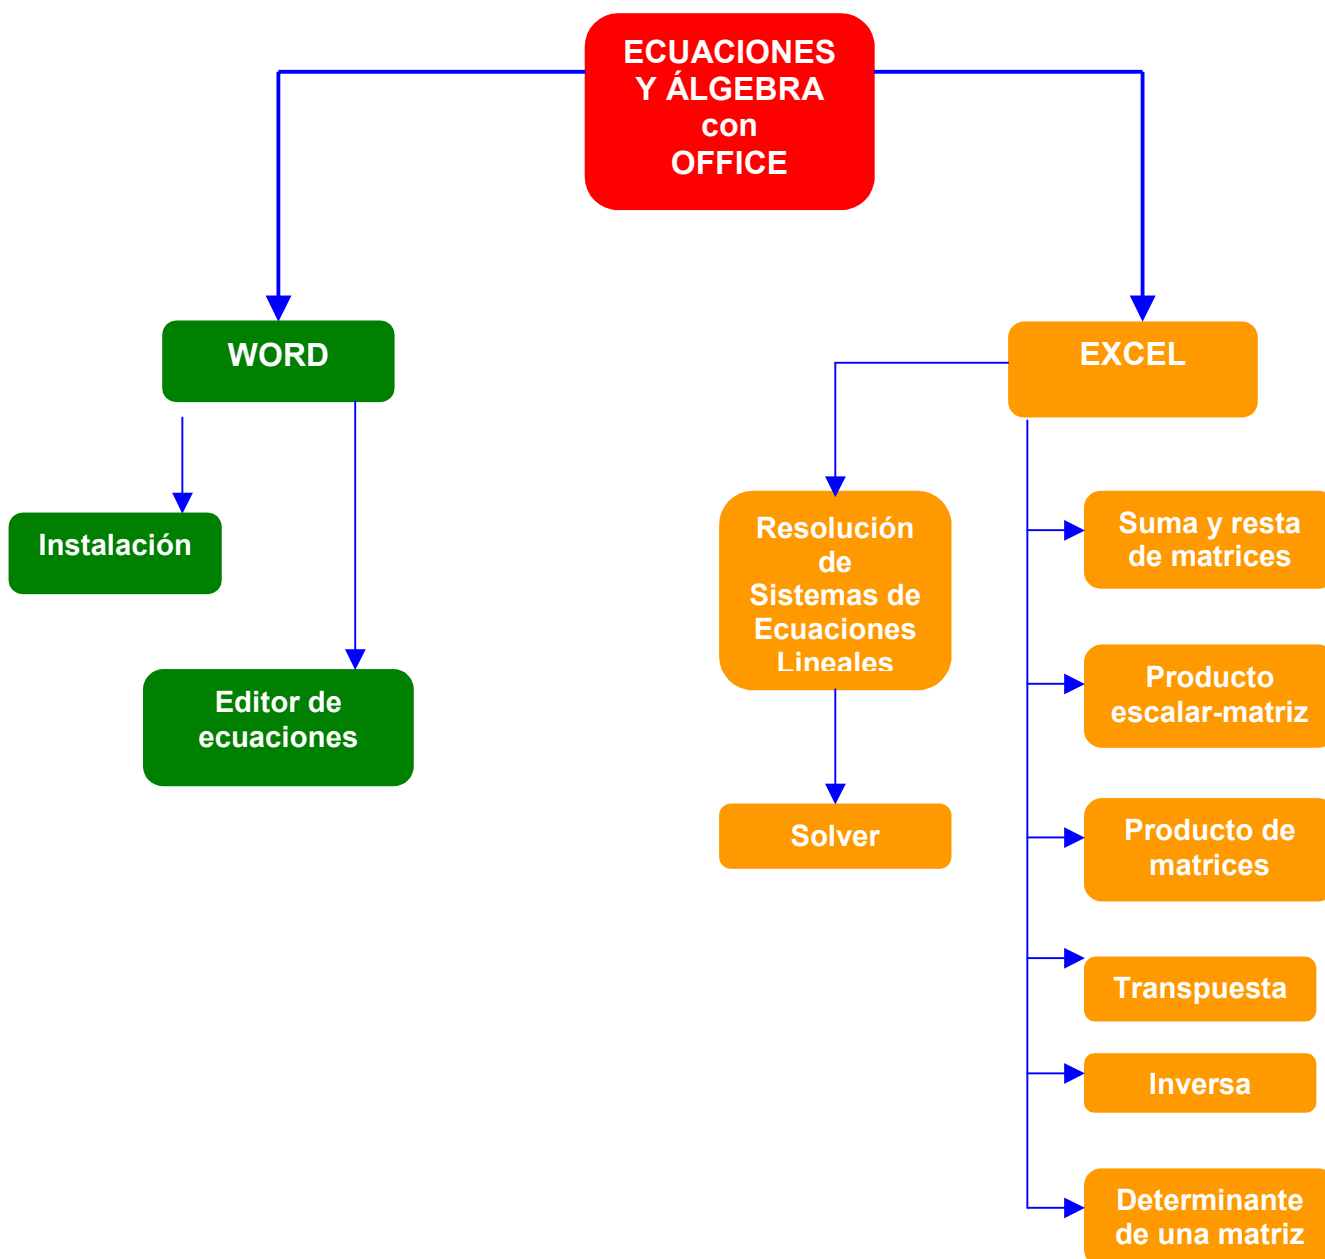 ECUACIONES
Y ÁLGEBRA
con
OFFICE
WORD
EXCEL
Instalación
Editor de
ecuaciones
Resolución
de
Sistemas de
Ecuaciones
Lineales
Solver
Suma y resta
de matrices
Producto
escalar-matriz
Producto de
matrices
Transpuesta
Inversa
Determinante
de una matriz